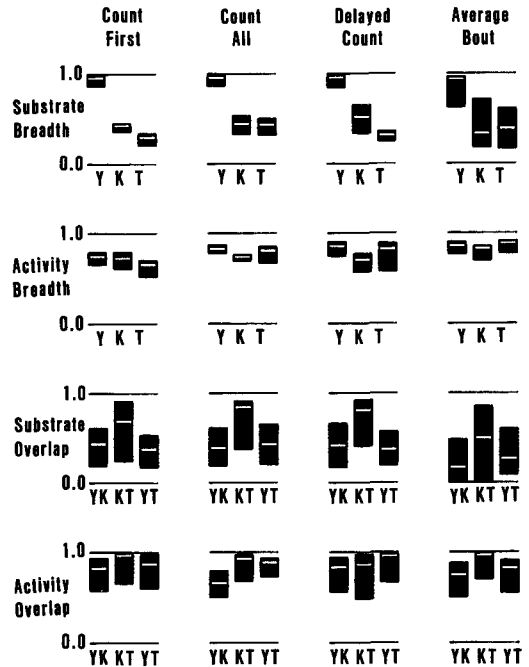 Count First
Count All
Delayed Count
Average Bout
Substrate Breadth
1.0
0.0
Y K T
Y K T
Y K T
Y K T
Activity Breadth
1.0
0.0
Y K T
Y K T
Y K T
Y K T
Substrate Overlap
1.0
0.0
YK KT YT
YK KT YT
YK KT YT
YK KT YT
Activity Overlap
1.0
0.0
YK KT YT
YK KT YT
YK KT YT
YK KT YT